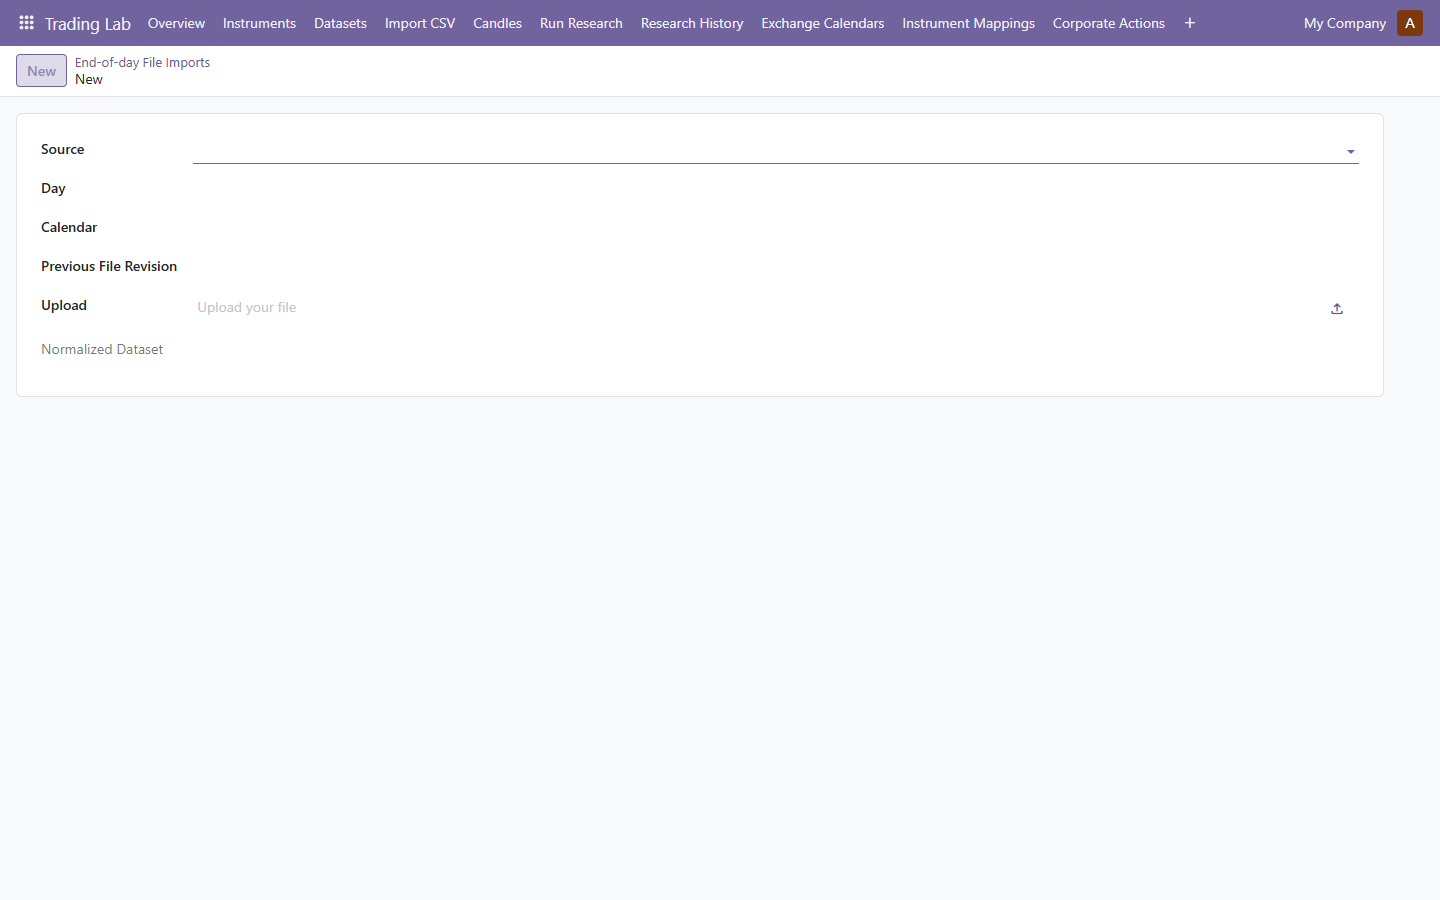 Trading Lab Overview Instruments Datasets Import CSV Candles Run Research Research History Exchange Calendars Instrument Mappings Corporate Actions + My Company A
New
End-of-day File Imports
New
Source
Day
Calendar
Previous File Revision
Upload Upload your file
Normalized Dataset